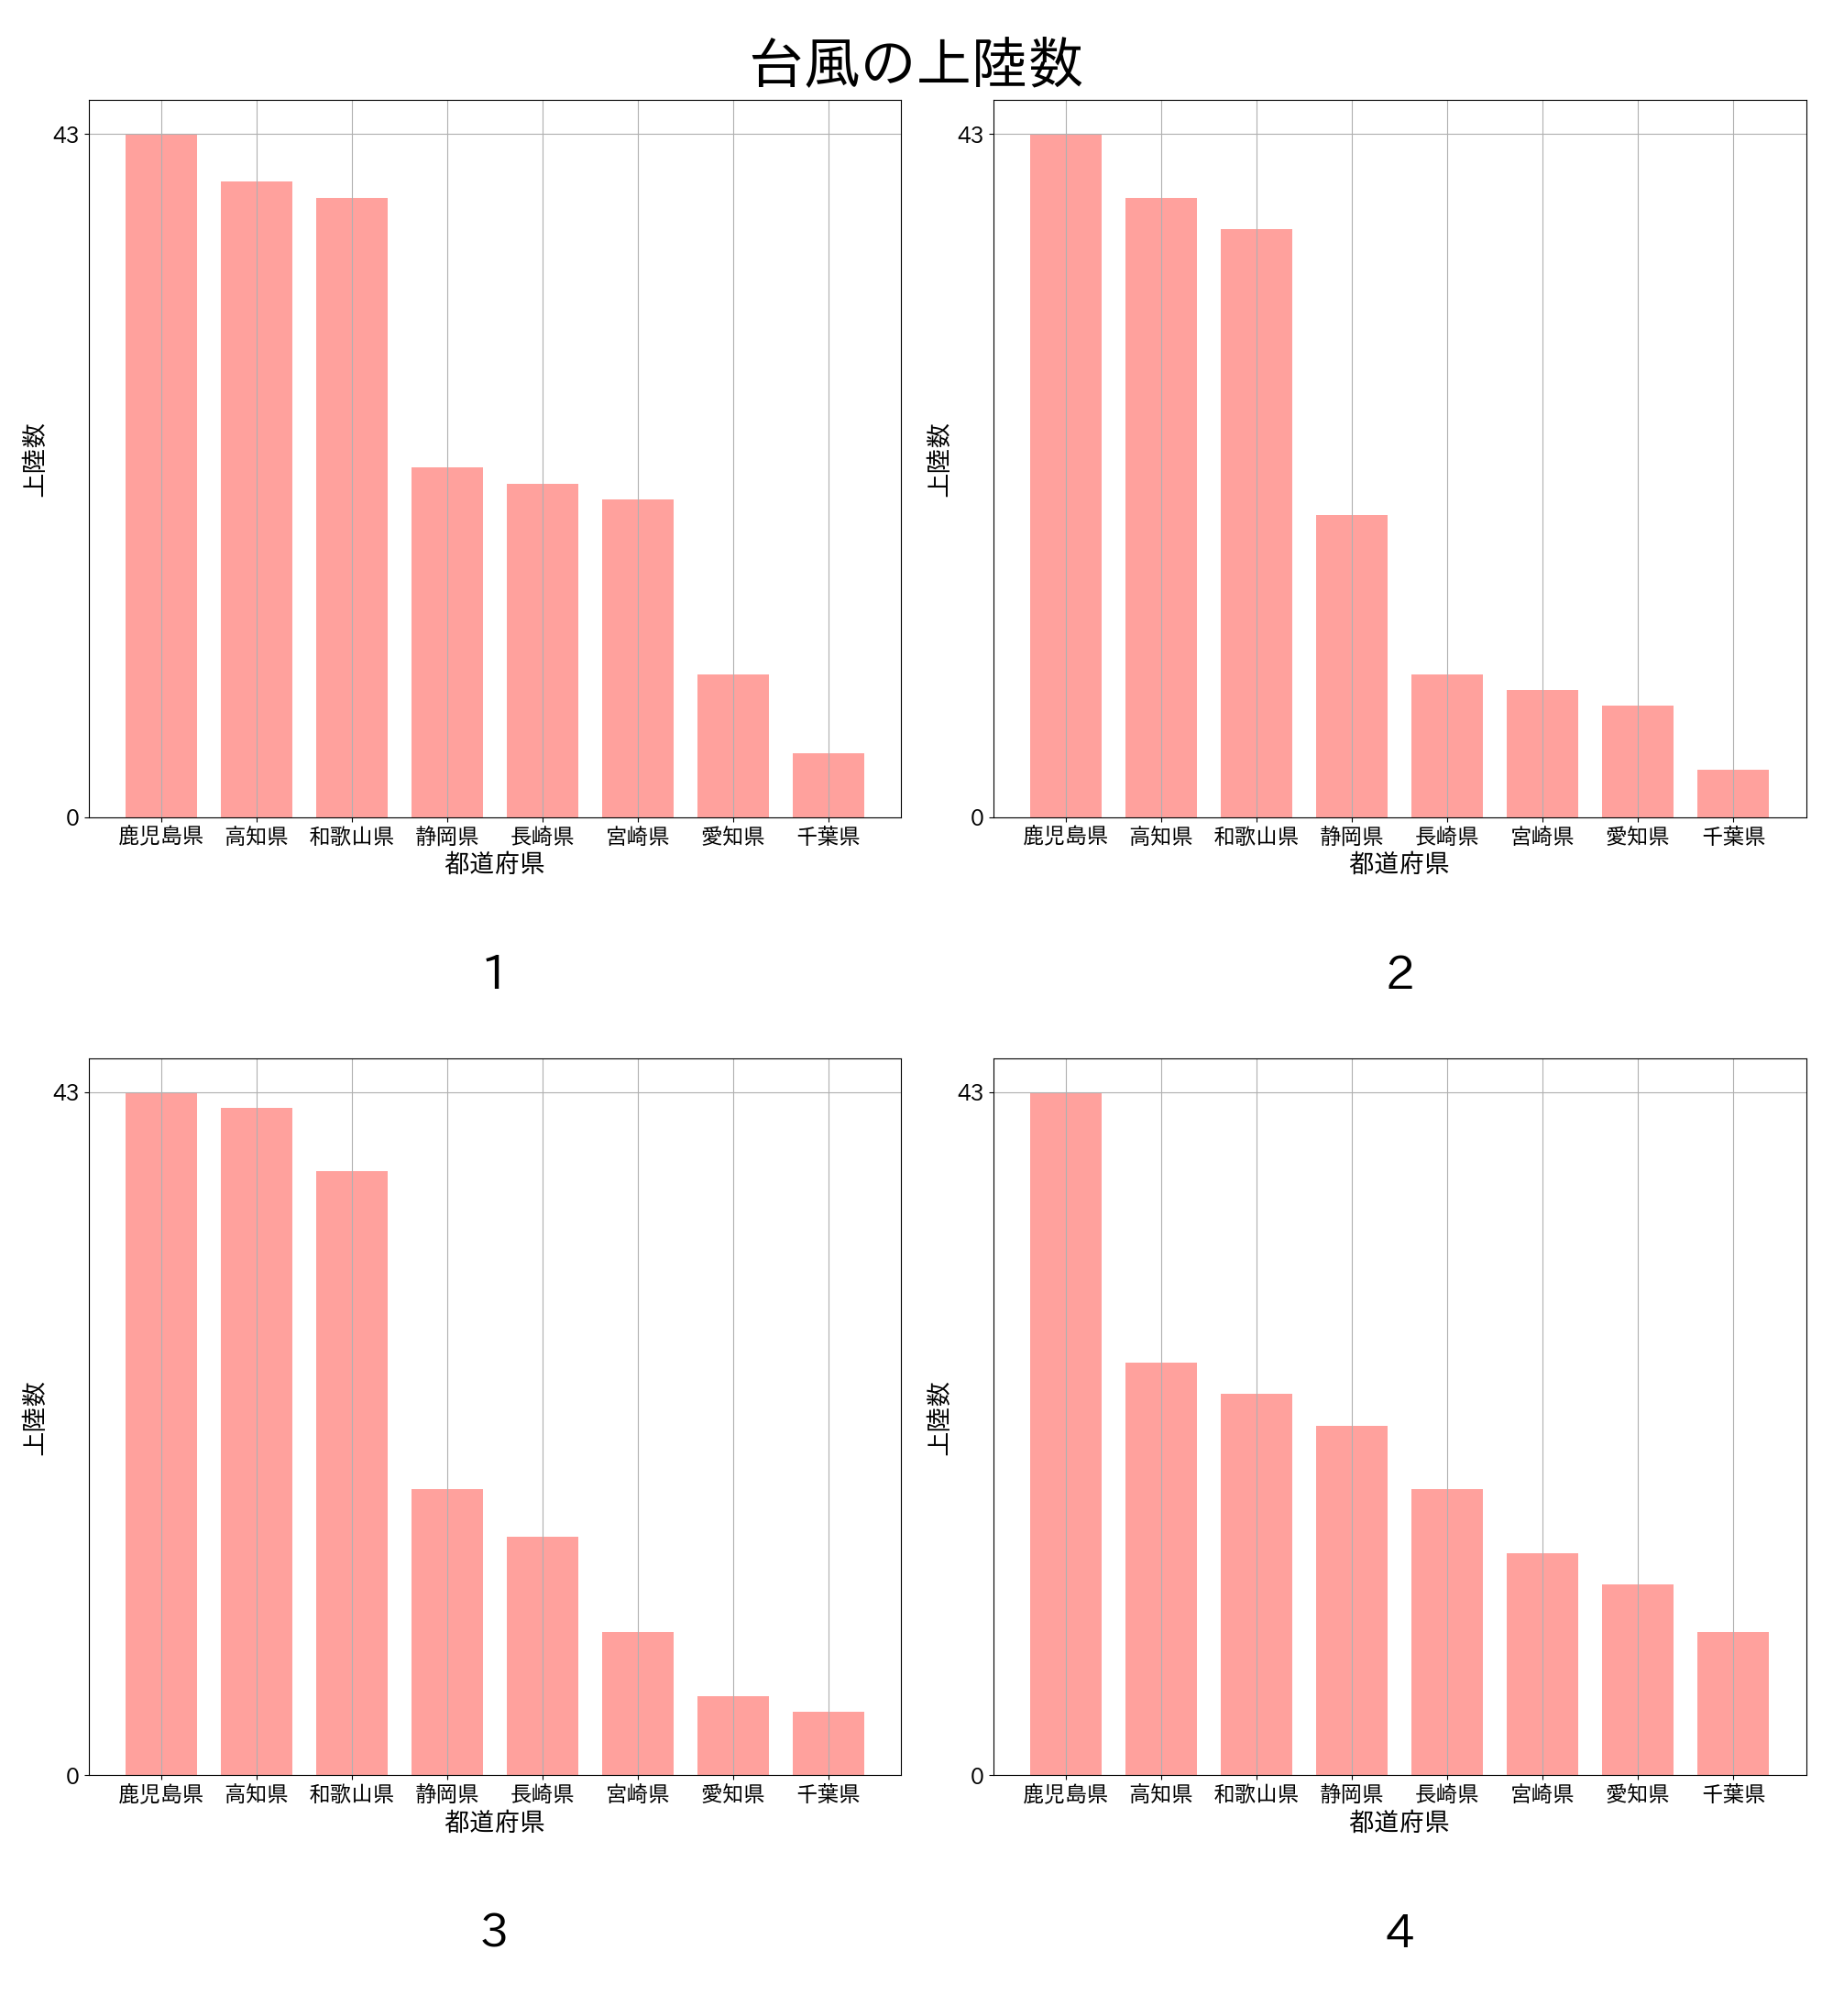 台風の上陸数
43
0
上陸数
鹿児島県 高知県 和歌山県 静岡県 長崎県 宮崎県 愛知県 千葉県
都道府県
1
43
0
上陸数
鹿児島県 高知県 和歌山県 静岡県 長崎県 宮崎県 愛知県 千葉県
都道府県
2
43
0
上陸数
鹿児島県 高知県 和歌山県 静岡県 長崎県 宮崎県 愛知県 千葉県
都道府県
3
43
0
上陸数
鹿児島県 高知県 和歌山県 静岡県 長崎県 宮崎県 愛知県 千葉県
都道府県
4